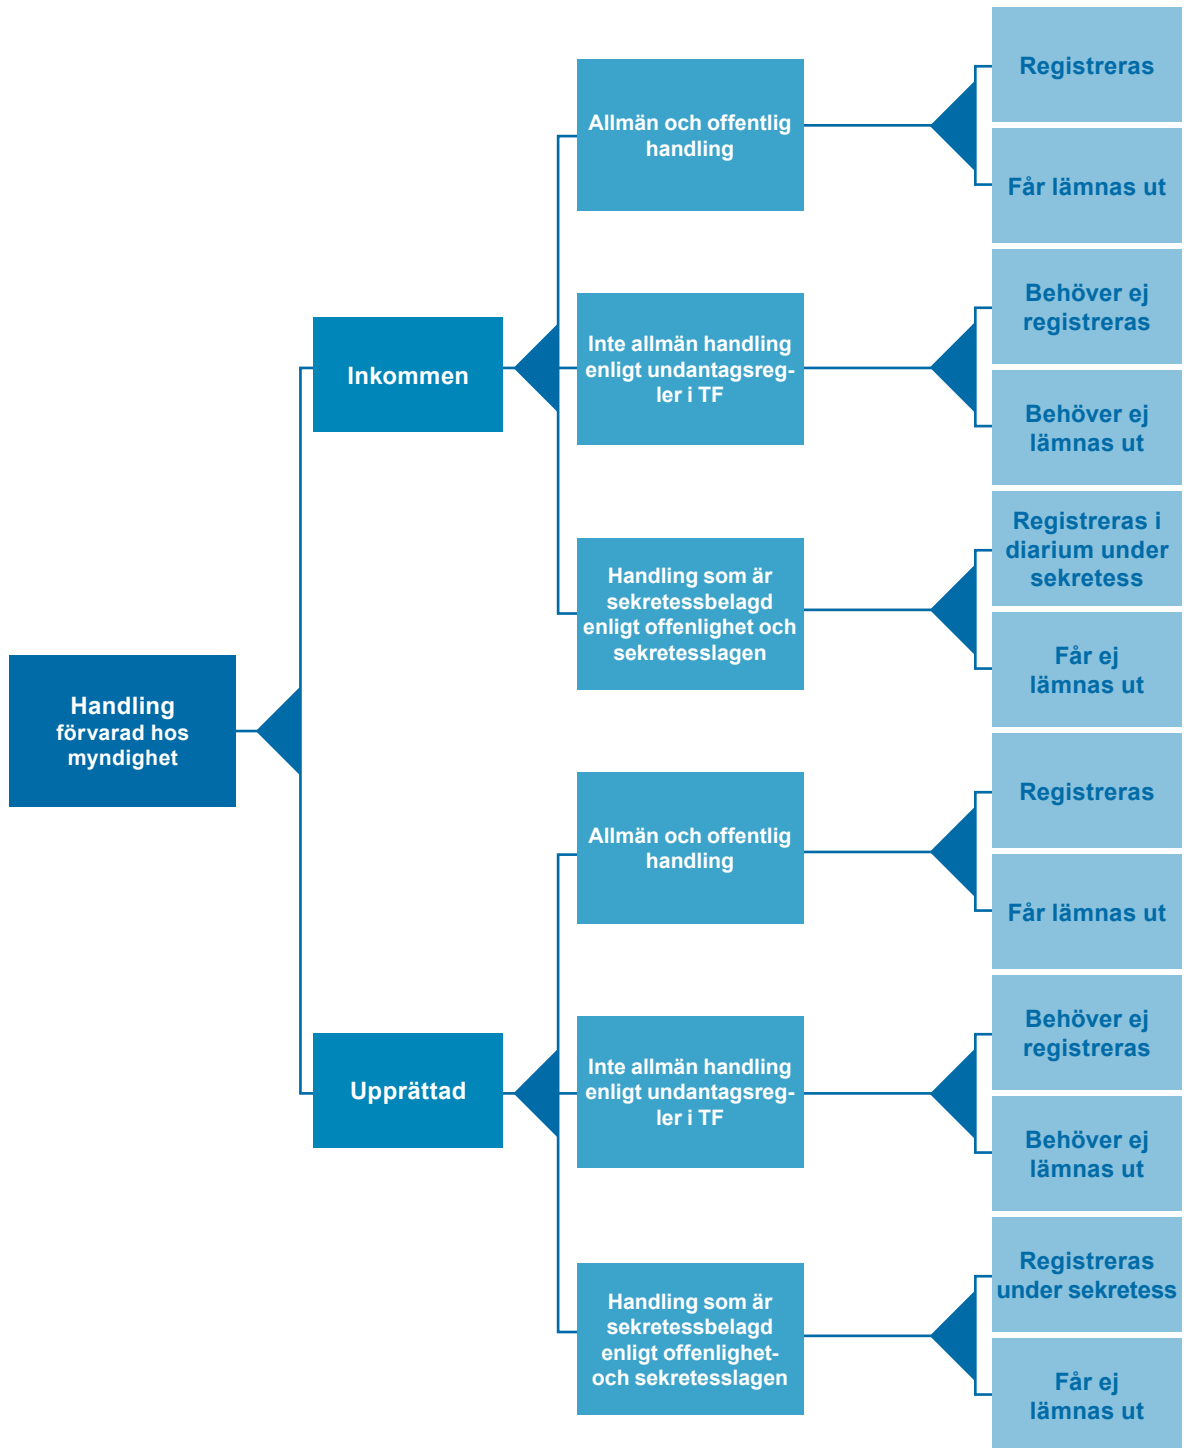 Handling
förvarad hos
myndighet
Inkommen
Allmän och offentlig
handling
Registreras
Får lämnas ut
Inte allmän handling
enligt undantagsreg-
ler i TF
Behöver ej
registreras
Behöver ej
lämnas ut
Handling som är
sekretessbelagd
enligt offenlighet och
sekretesslagen
Registreras i
diarium under
sekretess
Får ej
lämnas ut
Upprättad
Allmän och offentlig
handling
Registreras
Får lämnas ut
Inte allmän handling
enligt undantagsreg-
ler i TF
Behöver ej
registreras
Behöver ej
lämnas ut
Handling som är
sekretessbelagd
enligt offenlighet-
och sekretesslagen
Registreras
under sekretess
Får ej
lämnas ut